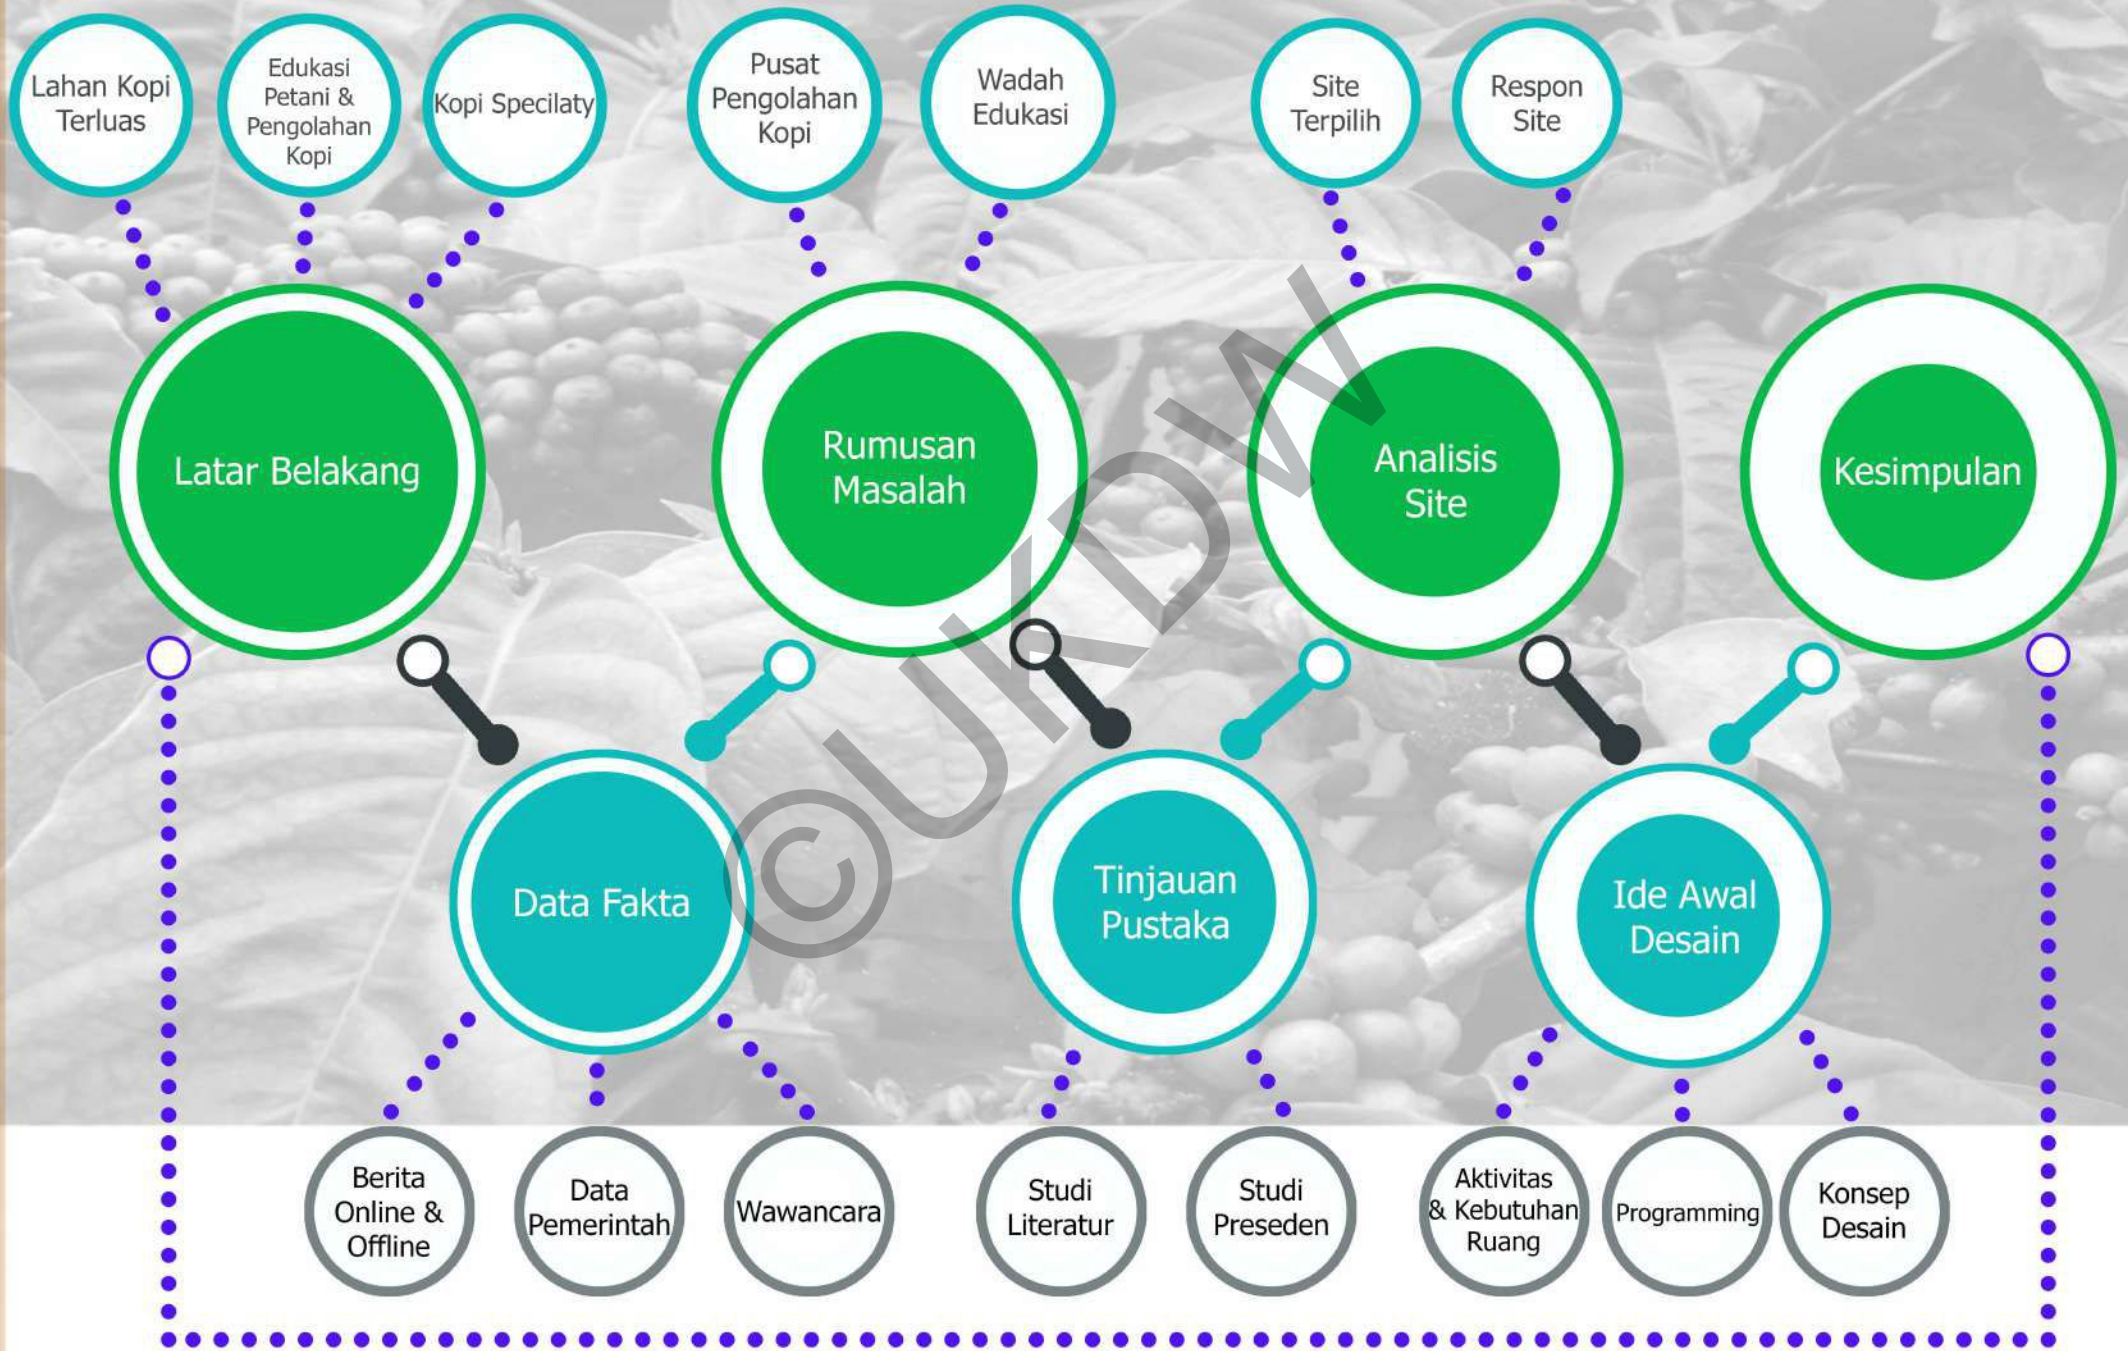 Lahan Kopi
Terluas
Edukasi
Petani &
Pengolahan
Kopi
Kopi Specilaty
Pusat
Pengolahan
Kopi
Wadah
Edukasi
Site
Terpilih
Respon
Site
Latar Belakang
Rumusan
Masalah
Analisis
Site
Kesimpulan
Data Fakta
Tinjauan
Pustaka
Ide Awal
Desain
Berita
Online &
Offline
Data
Pemerintah
Wawancara
Studi
Literatur
Studi
Preseden
Aktivitas
& Kebutuhan
Ruang
Programming
Konsep
Desain
©UKDW